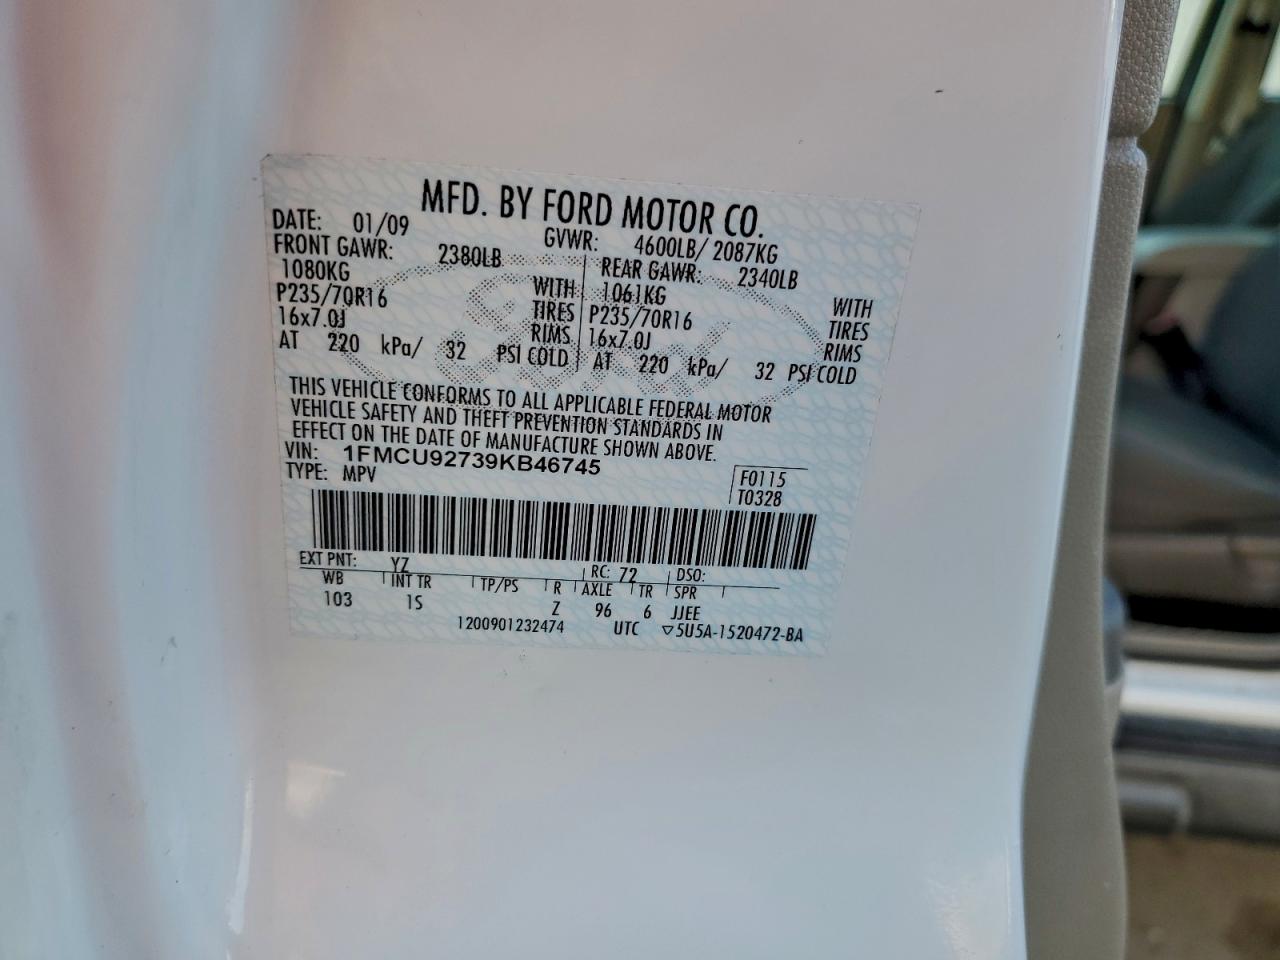 MFD. BY FORD MOTOR CO.
DATE: 01/09 GVWR: 4600LB/ 2087KG
FRONT GAWR: 2380LB REAR GAWR: 2340LB
1080KG WITH 1061KG WITH
P235/70R16 TIRES P235/70R16 TIRES
16x7.0J RIMS 16x7.0J RIMS
AT 220 kPa/ 32 PSI COLD AT 220 kPa/ 32 PSI COLD
THIS VEHICLE CONFORMS TO ALL APPLICABLE FEDERAL MOTOR
VEHICLE SAFETY AND THEFT PREVENTION STANDARDS IN
EFFECT ON THE DATE OF MANUFACTURE SHOWN ABOVE.
VIN: 1FMCU92739KB46745
TYPE: MPV F0115
T0328
EXT PNT: YZ RC: 72 DSO:
WB INT TR TP/PS R AXLE TR SPR
103 1S Z 96 6 JJEE
1200901232474 UTC ▽5U5A-1520472-BA
Ford